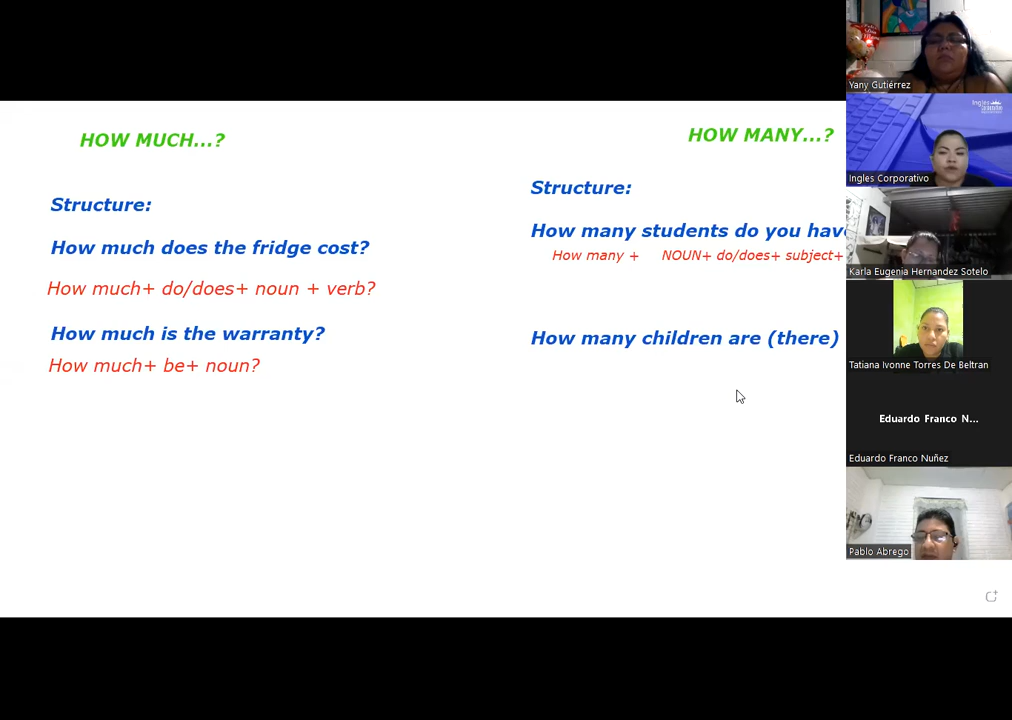 HOW MUCH...?
Structure:
How much does the fridge cost?
How much+ do/does+ noun + verb?
How much is the warranty?
How much+ be+ noun?
HOW MANY...?
Structure:
How many students do you hav
How many + NOUN+ do/does+ subject+
How many children are (there)
Yany Gutiérrez
Ingles
Ingles Corporativo
Karla Eugenia Hernandez Sotelo
Tatiana Ivonne Torres De Beltran
Eduardo Franco N...
Eduardo Franco Nuñez
Pablo Abrego